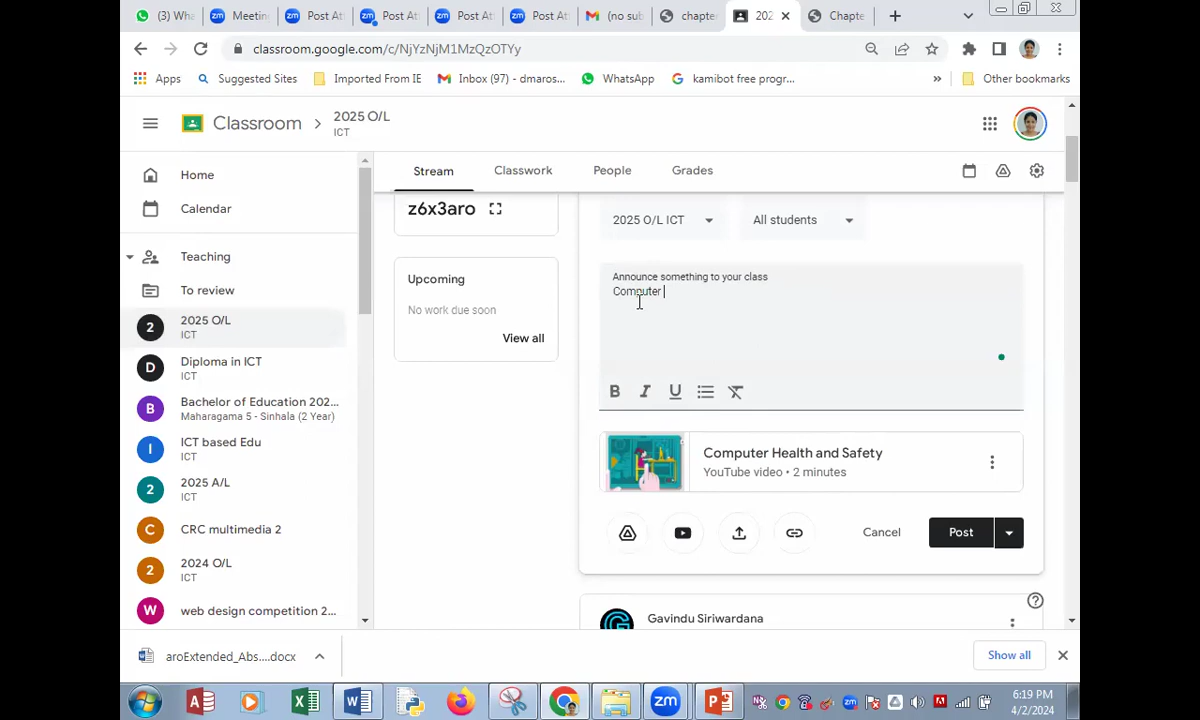 (3) Wha
Meetin
Post At
Post At
Post At
Post At
(no sub
chapter
202
Chapte
classroom.google.com/c/NjYzNjM1MzQzOTYy
Apps
Suggested Sites
Imported From IE
Inbox (97) - dmaros...
WhatsApp
kamibot free progr...
»
Other bookmarks
Classroom > 2025 O/L
ICT
Home
Calendar
Teaching
To review
2 2025 O/L
ICT
D Diploma in ICT
ICT
B Bachelor of Education 202...
Maharagama 5 - Sinhala (2 Year)
I ICT based Edu
ICT
2 2025 A/L
ICT
C CRC multimedia 2
2 2024 O/L
ICT
W web design competition 2...
Stream Classwork People Grades
z6x3aro
Upcoming
No work due soon
View all
2025 O/L ICT
All students
Announce something to your class
Computer
B I U
Computer Health and Safety
YouTube video • 2 minutes
Cancel
Post
Gavindu Siriwardana
aroExtended_Abs....docx
Show all
6:19 PM
4/2/2024